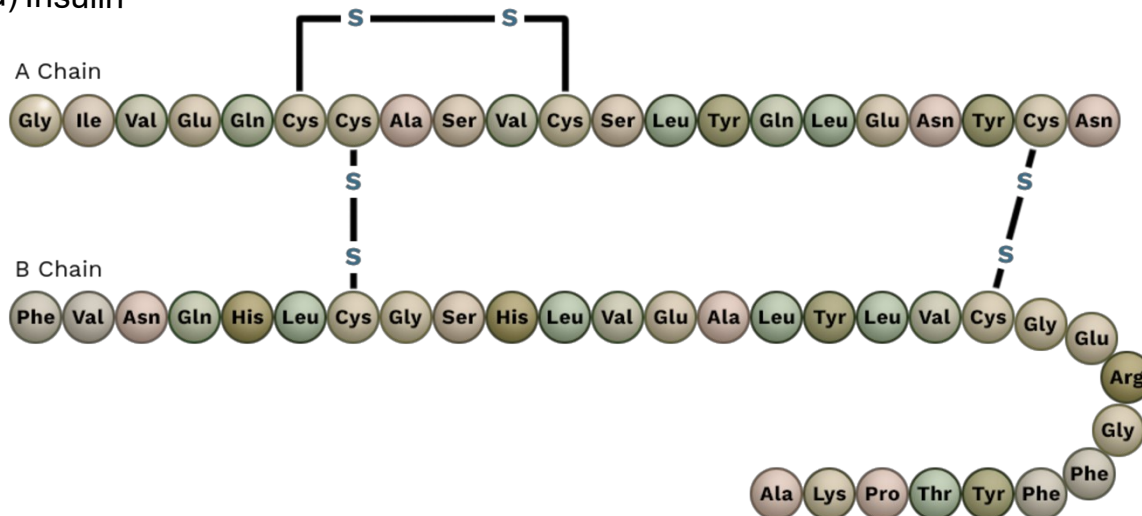 Insulin
S S
A Chain
Gly Ile Val Glu Gln Cys Cys Ala Ser Val Cys Ser Leu Tyr Gln Leu Glu Asn Tyr Cys Asn
S S
S S
B Chain
Phe Val Asn Gln His Leu Cys Gly Ser His Leu Val Glu Ala Leu Tyr Leu Val Cys Gly Glu
Arg
Gly
Phe
Ala Lys Pro Thr Tyr Phe